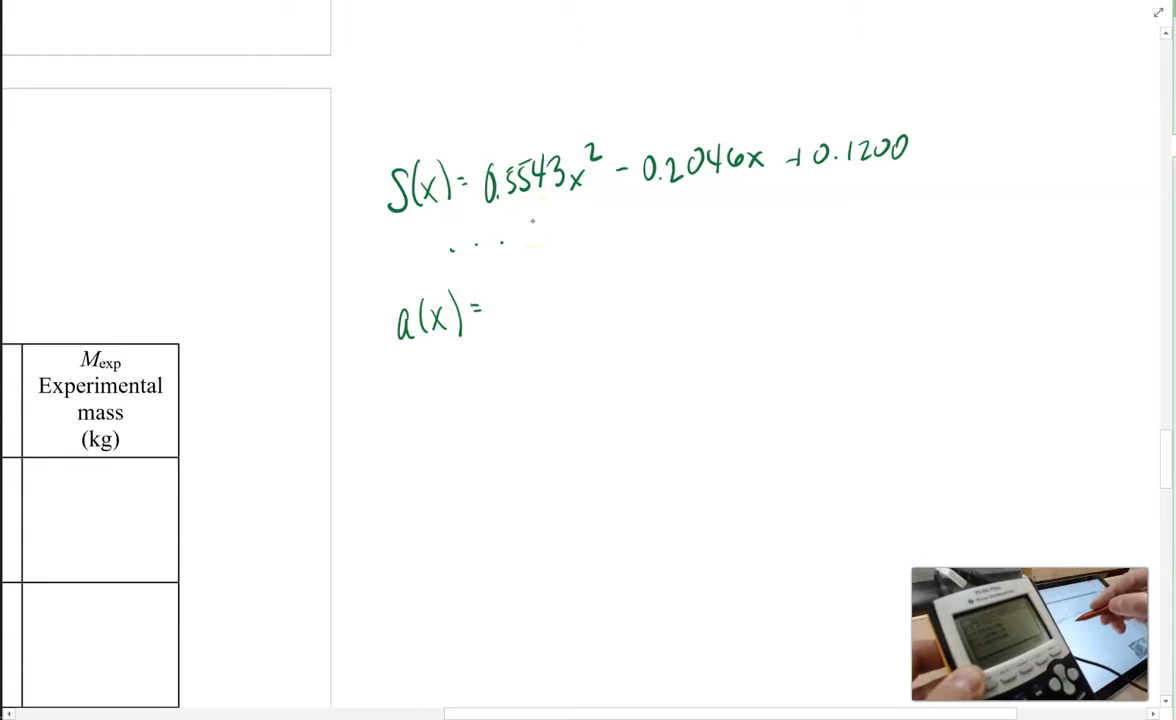 S(x) = 0.5543x² - 0.2046x + 0.1200
...
a(x) =
Mexp
Experimental
mass
(kg)